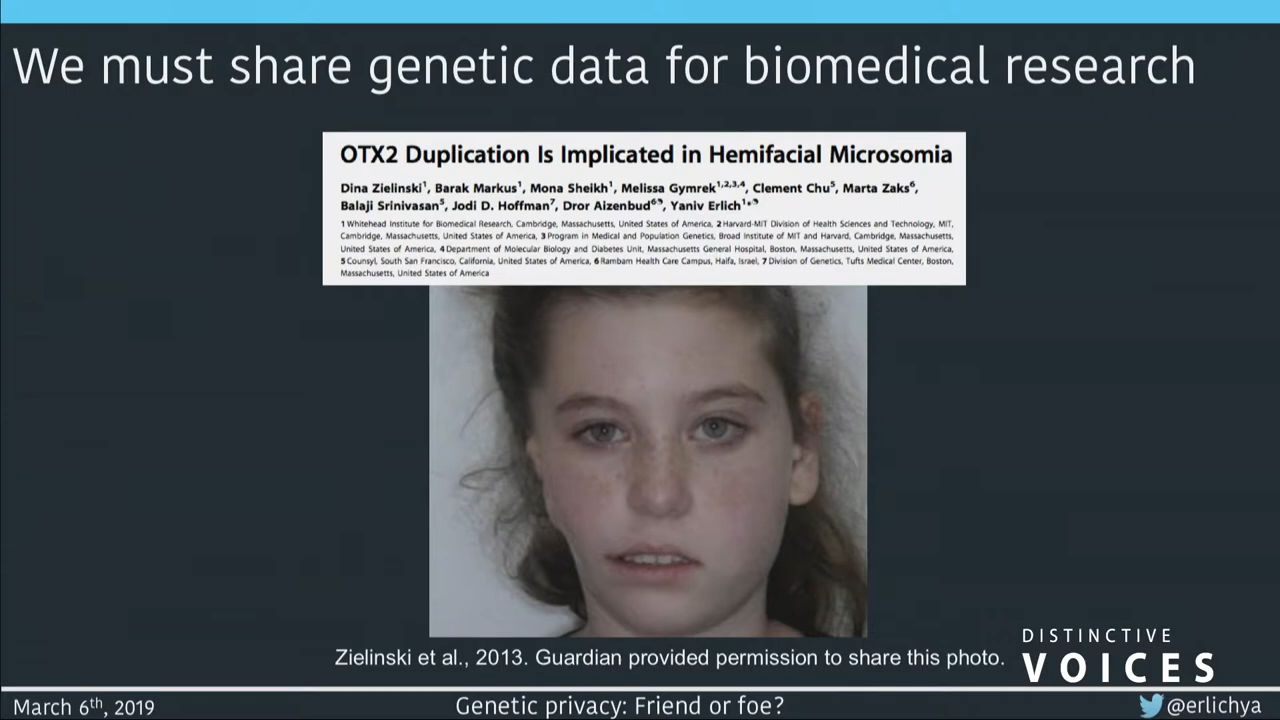 We must share genetic data for biomedical research
OTX2 Duplication Is Implicated in Hemifacial Microsomia
Dina Zielinski¹, Barak Markus¹, Mona Sheikh¹, Melissa Gymrek¹,²,³,⁴, Clement Chu⁵, Marta Zaks⁶,
Balaji Srinivasan⁵, Jodi D. Hoffman⁷, Dror Aizenbud⁶, Yaniv Erlich¹*
1 Whitehead Institute for Biomedical Research, Cambridge, Massachusetts, United States of America, 2 Harvard-MIT Division of Health Sciences and Technology, MIT,
Cambridge, Massachusetts, United States of America, 3 Program in Medical and Population Genetics, Broad Institute of MIT and Harvard, Cambridge, Massachusetts,
United States of America, 4 Department of Molecular Biology and Diabetes Unit, Massachusetts General Hospital, Boston, Massachusetts, United States of America,
5 Counsyl, South San Francisco, California, United States of America, 6 Rambam Health Care Campus, Haifa, Israel, 7 Division of Genetics, Tufts Medical Center, Boston,
Massachusetts, United States of America
Zielinski et al., 2013. Guardian provided permission to share this photo.
DISTINCTIVE
VOICES
March 6th, 2019
Genetic privacy: Friend or foe?
@erlichya